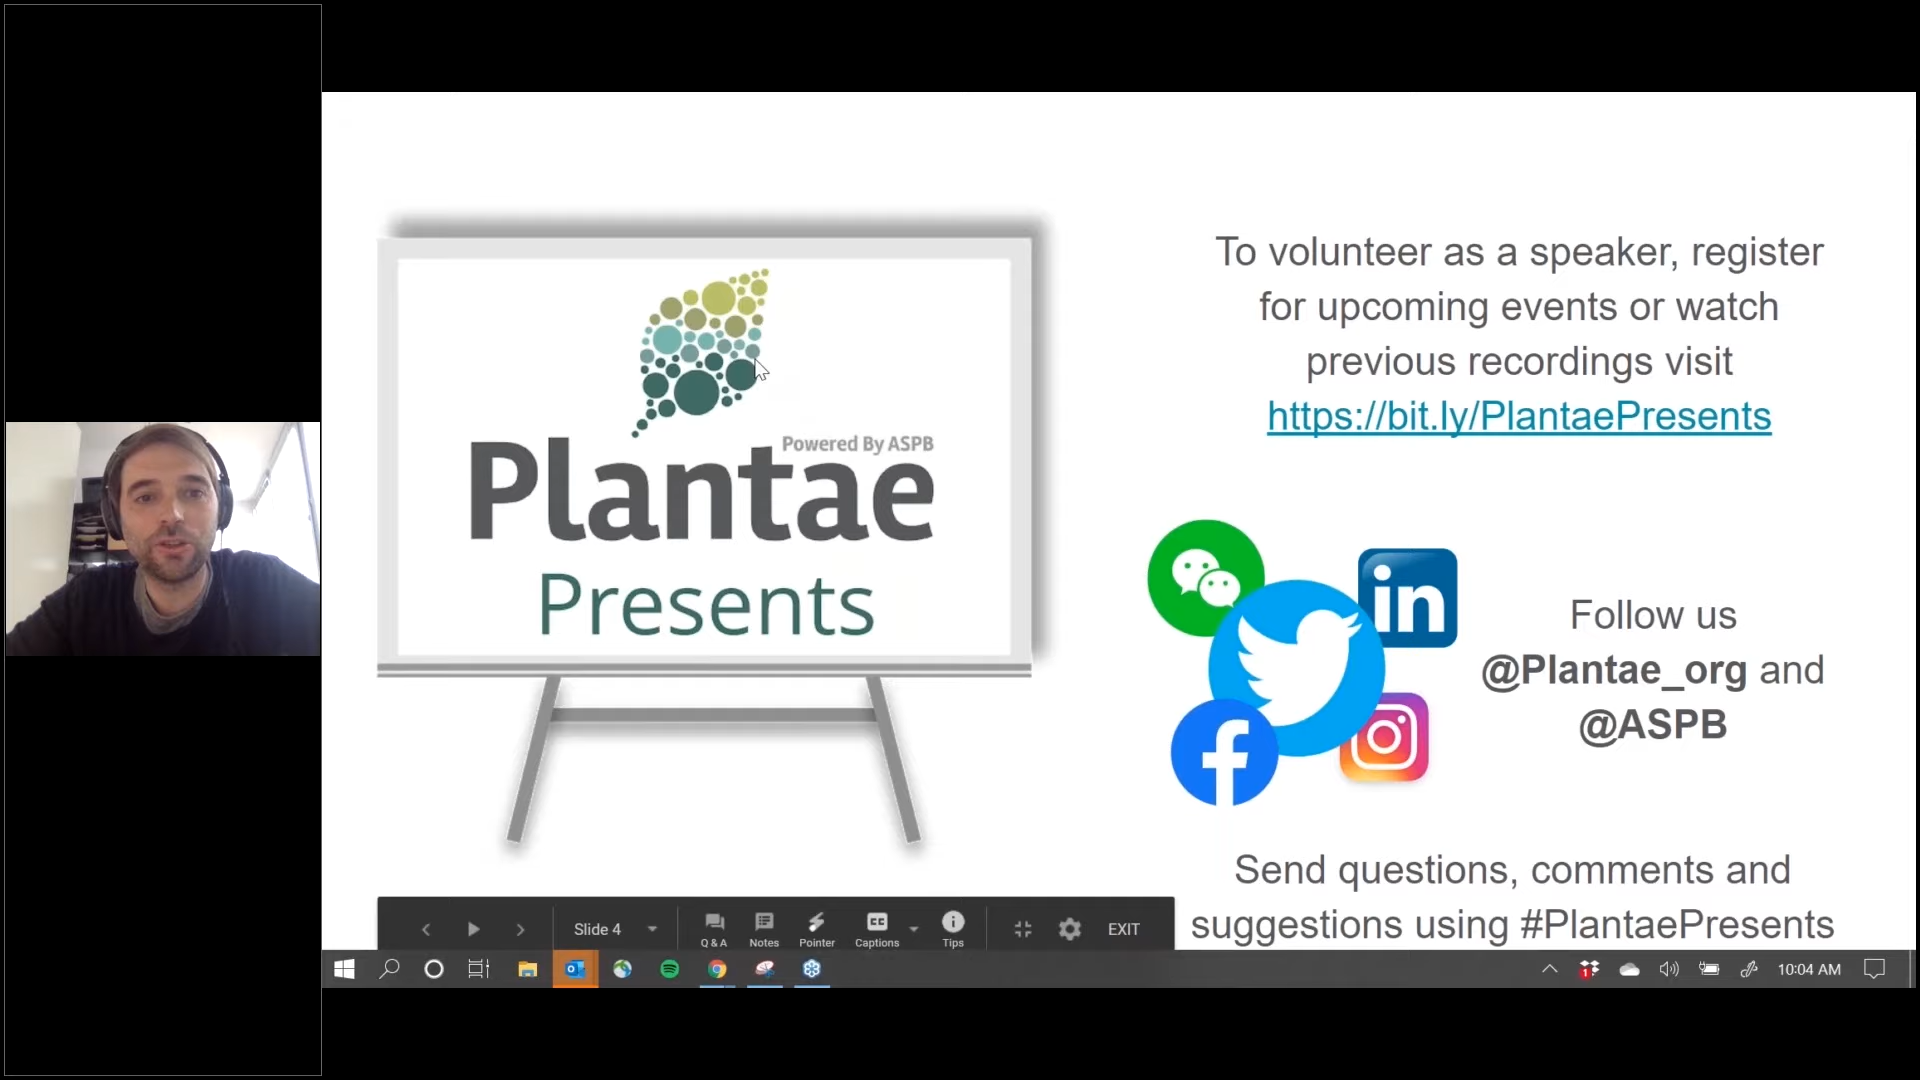 Powered By ASPB
Plantae
Presents
To volunteer as a speaker, register
for upcoming events or watch
previous recordings visit
https://bit.ly/PlantaePresents
in
f
Follow us
@Plantae_org and
@ASPB
Send questions, comments and
suggestions using #PlantaePresents
Slide 4
Q & A
Notes
Pointer
CC
Captions
Tips
EXIT
1
10:04 AM